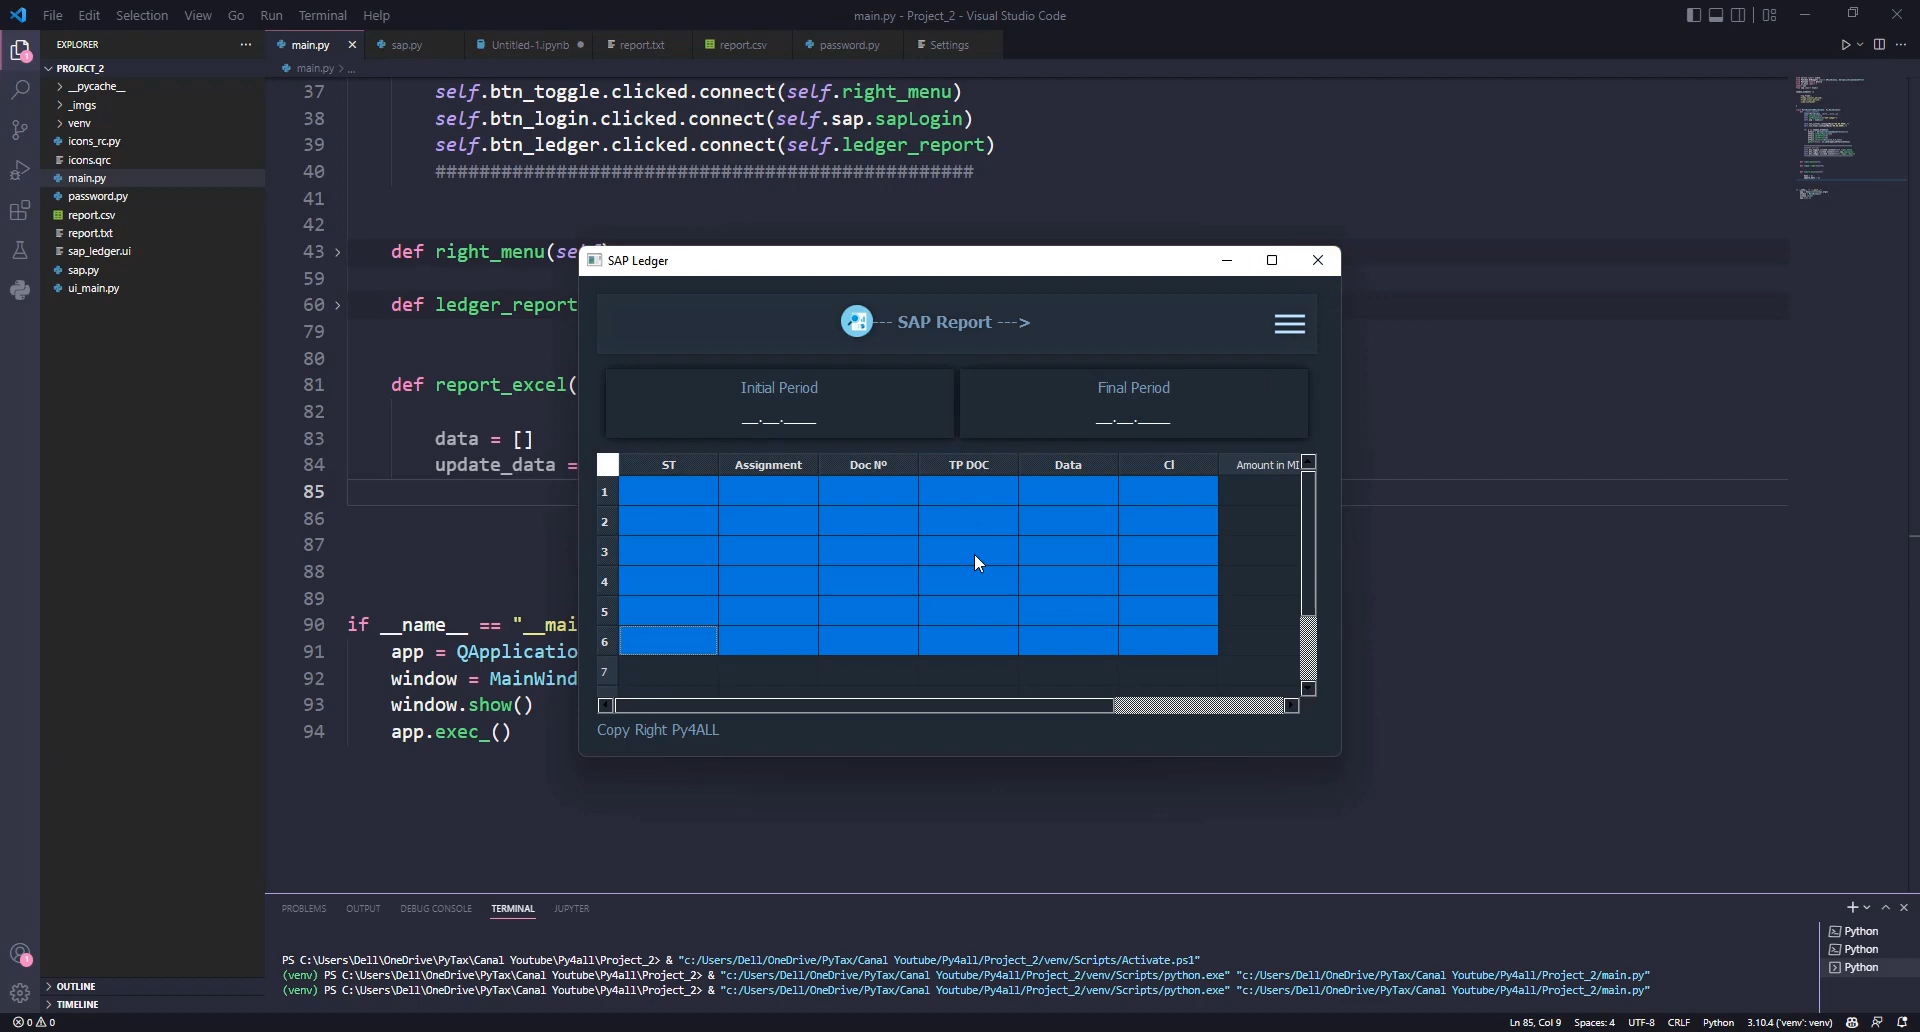 File Edit Selection View Go Run Terminal Help
main.py - Project_2 - Visual Studio Code
EXPLORER
main.py
sap.py
Untitled-1.ipynb
report.txt
report.csv
password.py
Settings
PROJECT_2
main.py > ...
__pycache__
_imgs
venv
icons_rc.py
icons.qrc
main.py
password.py
report.csv
report.txt
sap_ledger.ui
sap.py
ui_main.py
OUTLINE
TIMELINE
37 self.btn_toggle.clicked.connect(self.right_menu)
38 self.btn_login.clicked.connect(self.sap.sapLogin)
39 self.btn_ledger.clicked.connect(self.ledger_report)
40 #################################################
41
42
43 def right_menu(self)
59
60 def ledger_report
79
80
81 def report_excel(
82
83 data = []
84 update_data =
85
86
87
88
89
90 if __name__ == "__mai
91 app = QApplicatio
92 window = MainWind
93 window.show()
94 app.exec_()
SAP Ledger
--- SAP Report --->
Initial Period
__.__.____
Final Period
__.__.____
ST Assignment Doc Nº TP DOC Data Cl Amount in MI
1
2
3
4
5
6
7
Copy Right Py4ALL
PROBLEMS OUTPUT DEBUG CONSOLE TERMINAL JUPYTER
PS C:\Users\Dell\OneDrive\PyTax\Canal Youtube\Py4all\Project_2> & "c:/Users/Dell/OneDrive/PyTax/Canal Youtube/Py4all/Project_2/venv/Scripts/Activate.ps1"
(venv) PS C:\Users\Dell\OneDrive\PyTax\Canal Youtube\Py4all\Project_2> & "c:/Users/Dell/OneDrive/PyTax/Canal Youtube/Py4all/Project_2/venv/Scripts/python.exe" "c:/Users/Dell/OneDrive/PyTax/Canal Youtube/Py4all/Project_2/main.py"
(venv) PS C:\Users\Dell\OneDrive\PyTax\Canal Youtube\Py4all\Project_2> & "c:/Users/Dell/OneDrive/PyTax/Canal Youtube/Py4all/Project_2/venv/Scripts/python.exe" "c:/Users/Dell/OneDrive/PyTax/Canal Youtube/Py4all/Project_2/main.py"
Python
Python
Python
0 0
Ln 85, Col 9 Spaces: 4 UTF-8 CRLF Python 3.10.4 ('venv': venv)